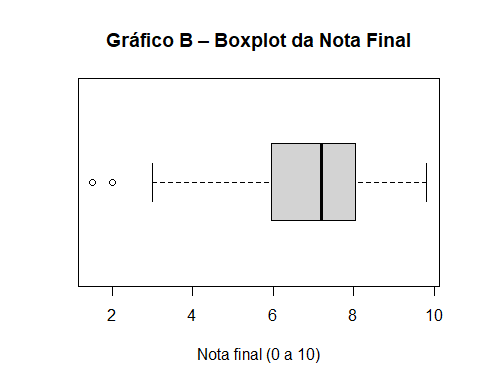 Gráfico B – Boxplot da Nota Final
2 4 6 8 10
Nota final (0 a 10)